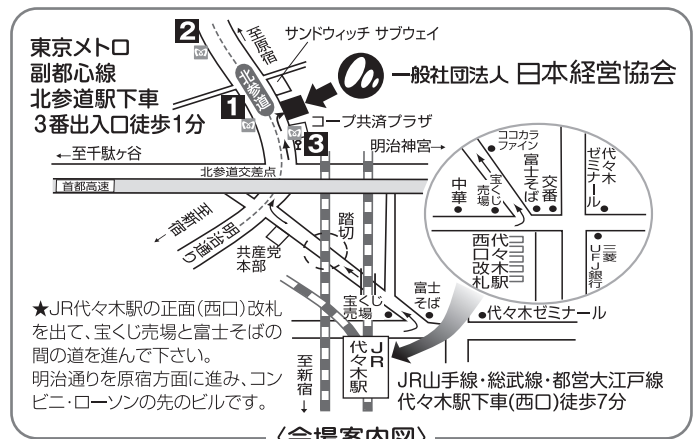 東京メトロ
副都心線
北参道駅下車
3番出入口徒歩1分
2
至原宿
サンドウィッチ サブウェイ
北参道
一般社団法人 日本経営協会
1
コープ共済プラザ
3
←至千駄ヶ谷
明治神宮→
北参道交差点
首都高速
至新宿
明治通り
共産党
本部
踏切
ココカラ
ファイン
代々木
ゼミナール
宝くじ
売場
富士そば
交番
中華
代々木駅
西口改札
三菱
UFJ銀行
★JR代々木駅の正面(西口)改札
を出て、宝くじ売場と富士そばの
間の道を進んで下さい。
明治通りを原宿方面に進み、コン
ビニ・ローソンの先のビルです。
宝くじ
売場
富士
そば
代々木ゼミナール
至新宿
JR
代々木駅
JR山手線・総武線・都営大江戸線
代々木駅下車(西口)徒歩7分
〈会場案内図〉